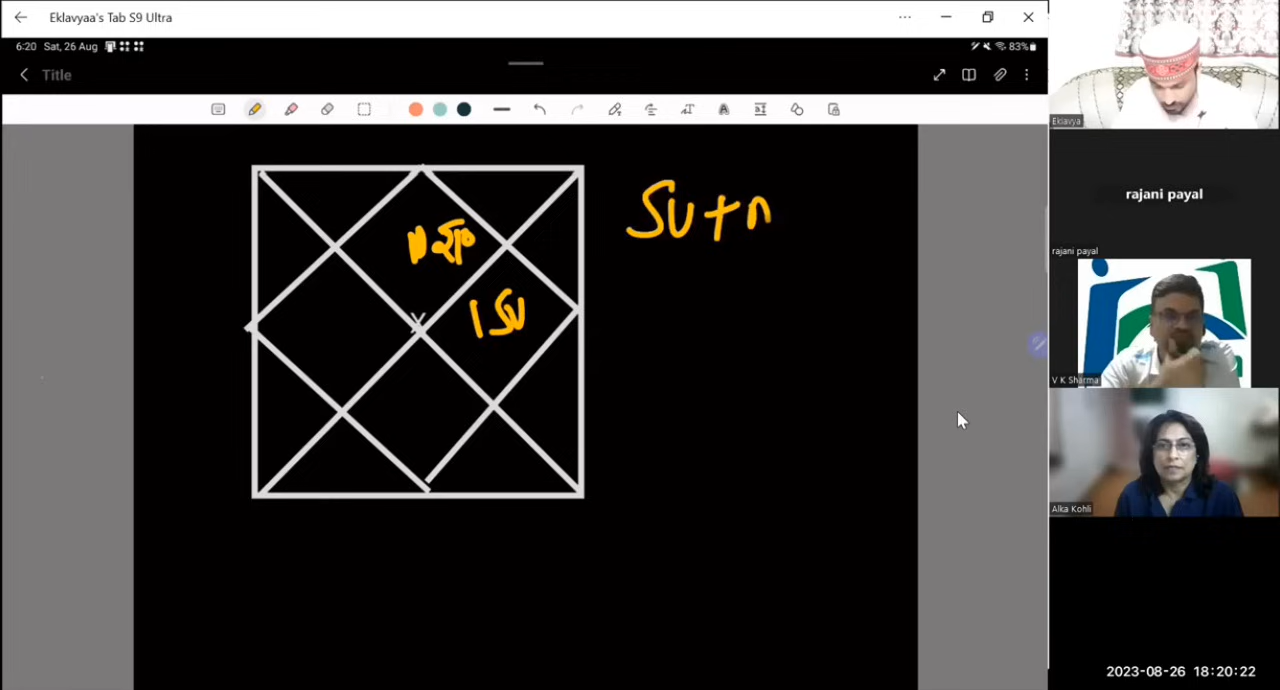 Eklavyaa's Tab S9 Ultra
6:20 Sat, 26 Aug
83%
Title
Su + n
1 Su
Eklavya
rajani payal
rajani payal
V K Sharma
Alka Kohli
2023-08-26 18:20:22